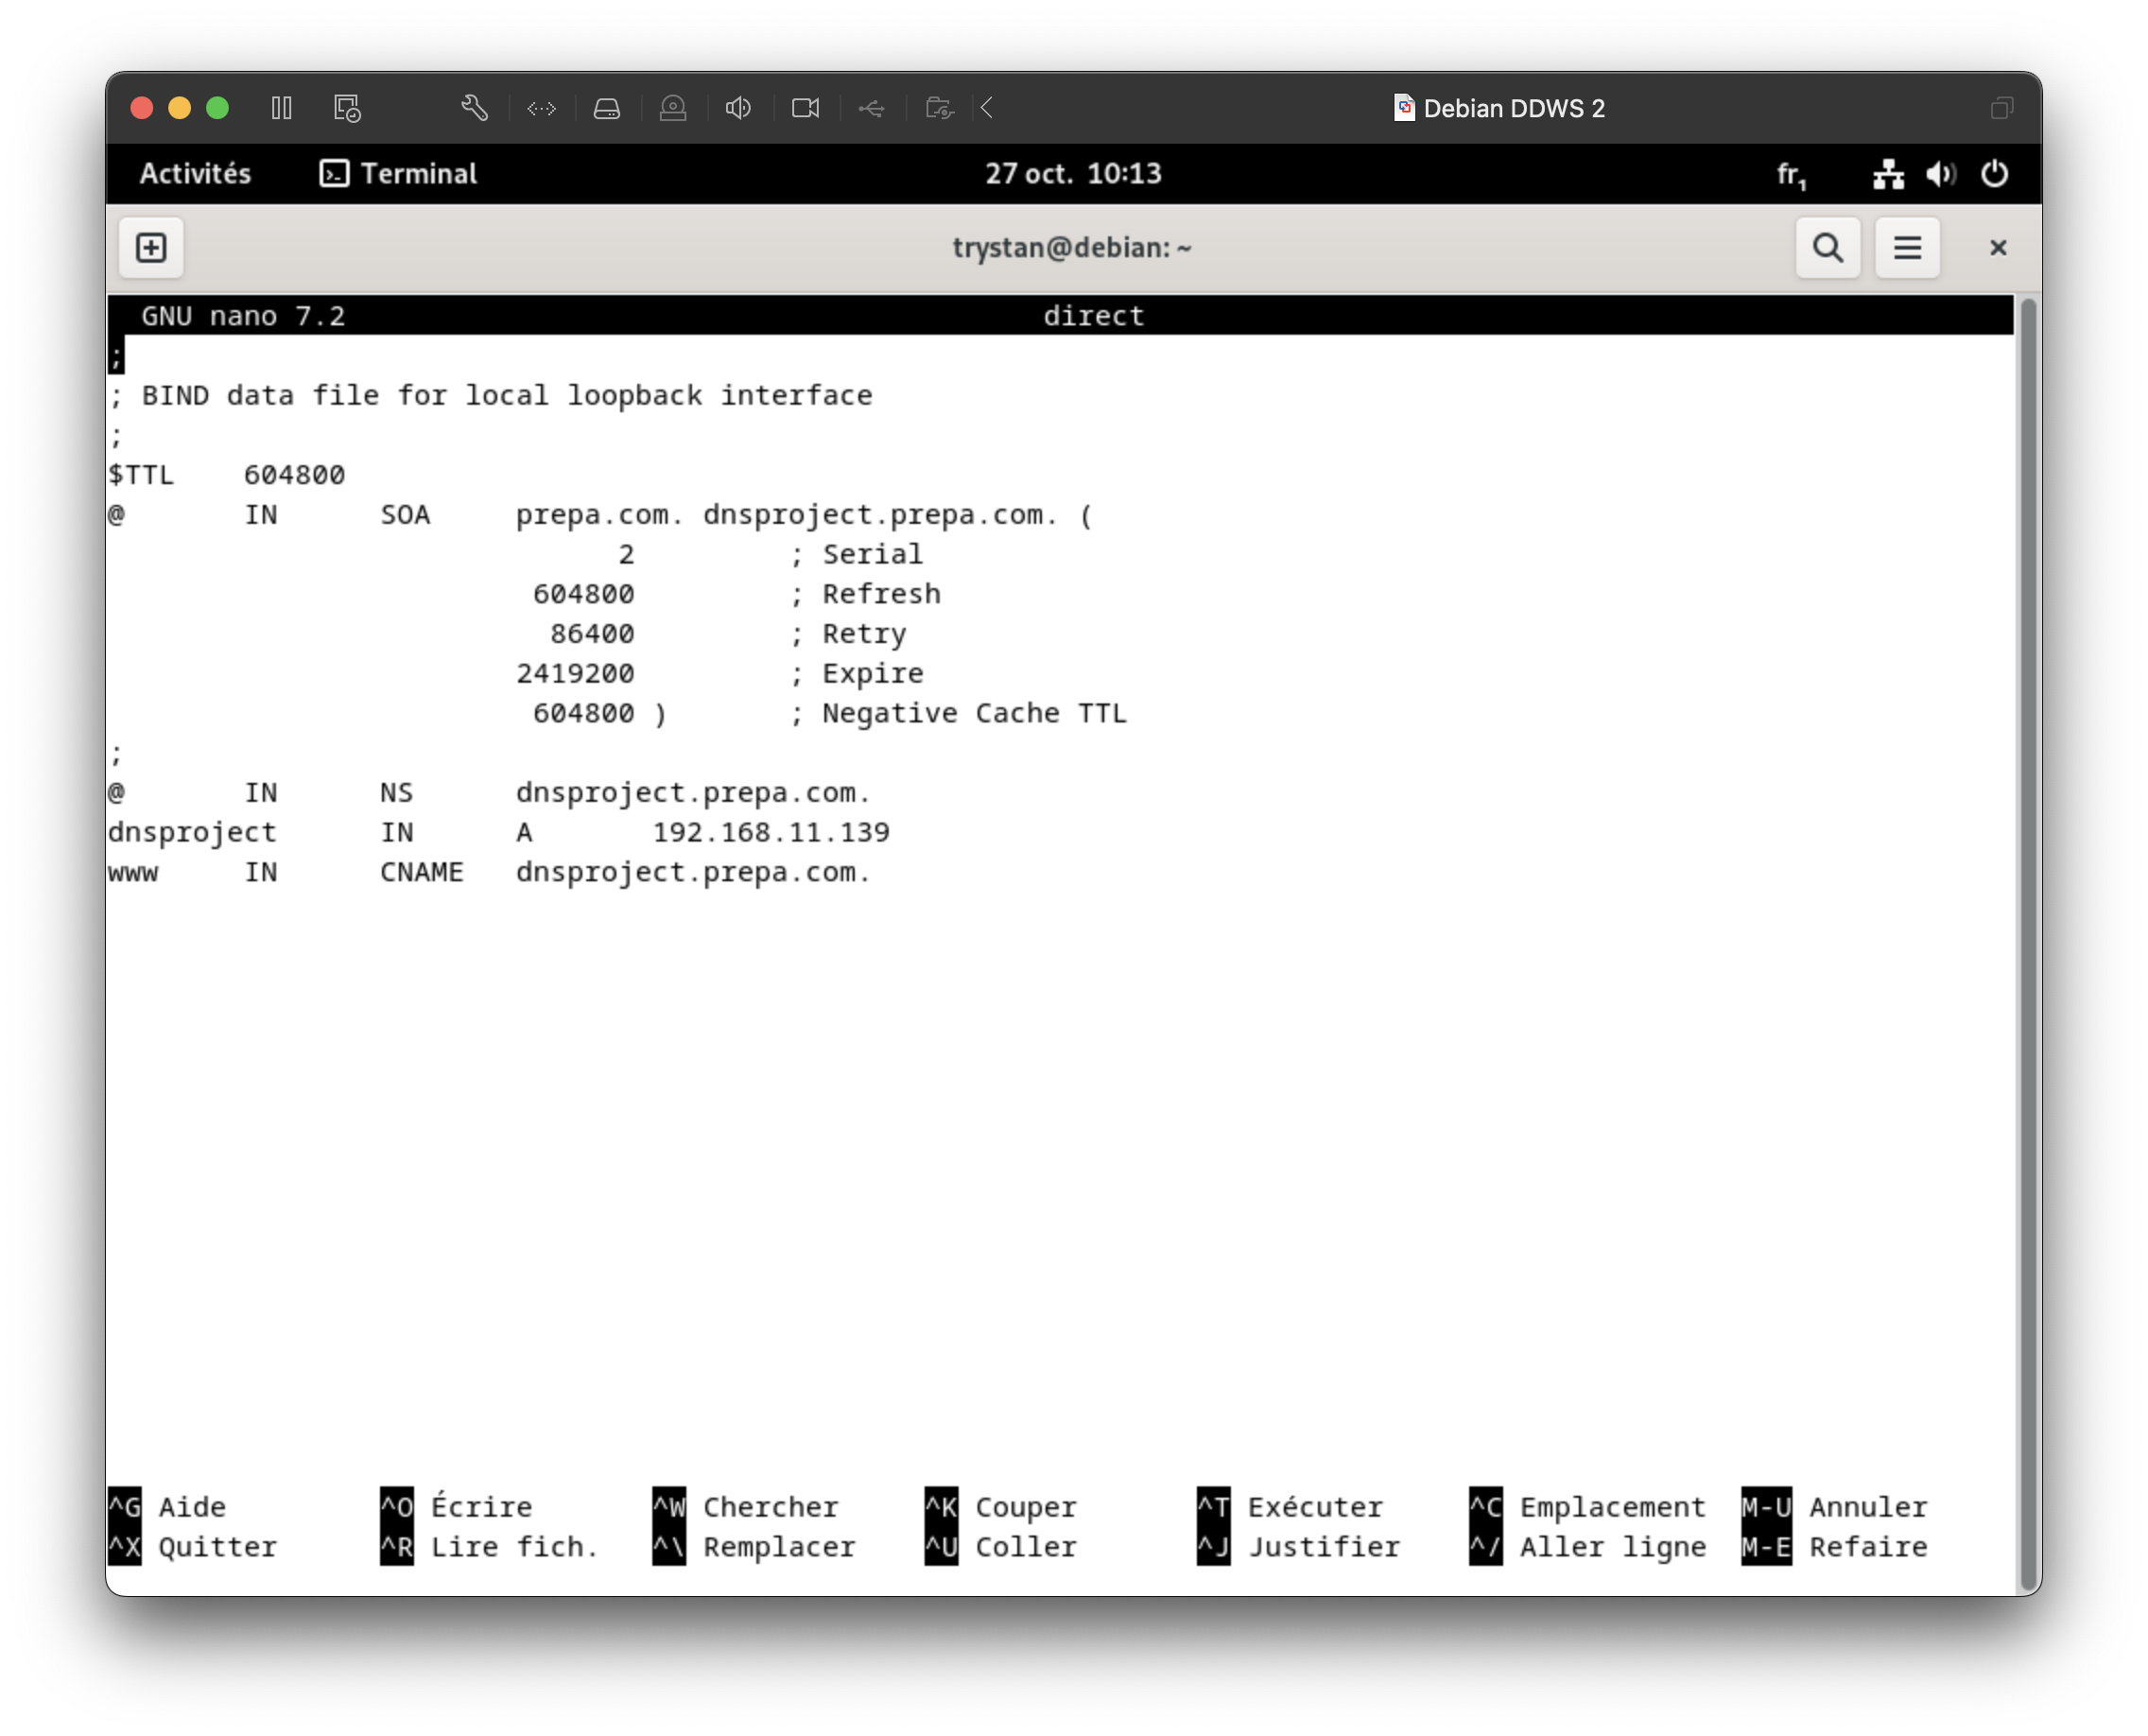 Debian DDWS 2
Activités Terminal 27 oct. 10:13 fr₁
trystan@debian: ~
GNU nano 7.2 direct
;
; BIND data file for local loopback interface
;
$TTL 604800
@ IN SOA prepa.com. dnsproject.prepa.com. (
2 ; Serial
604800 ; Refresh
86400 ; Retry
2419200 ; Expire
604800 ) ; Negative Cache TTL
;
@ IN NS dnsproject.prepa.com.
dnsproject IN A 192.168.11.139
www IN CNAME dnsproject.prepa.com.
^G Aide ^O Écrire ^W Chercher ^K Couper ^T Exécuter ^C Emplacement M-U Annuler
^X Quitter ^R Lire fich. ^\ Remplacer ^U Coller ^J Justifier ^/ Aller ligne M-E Refaire